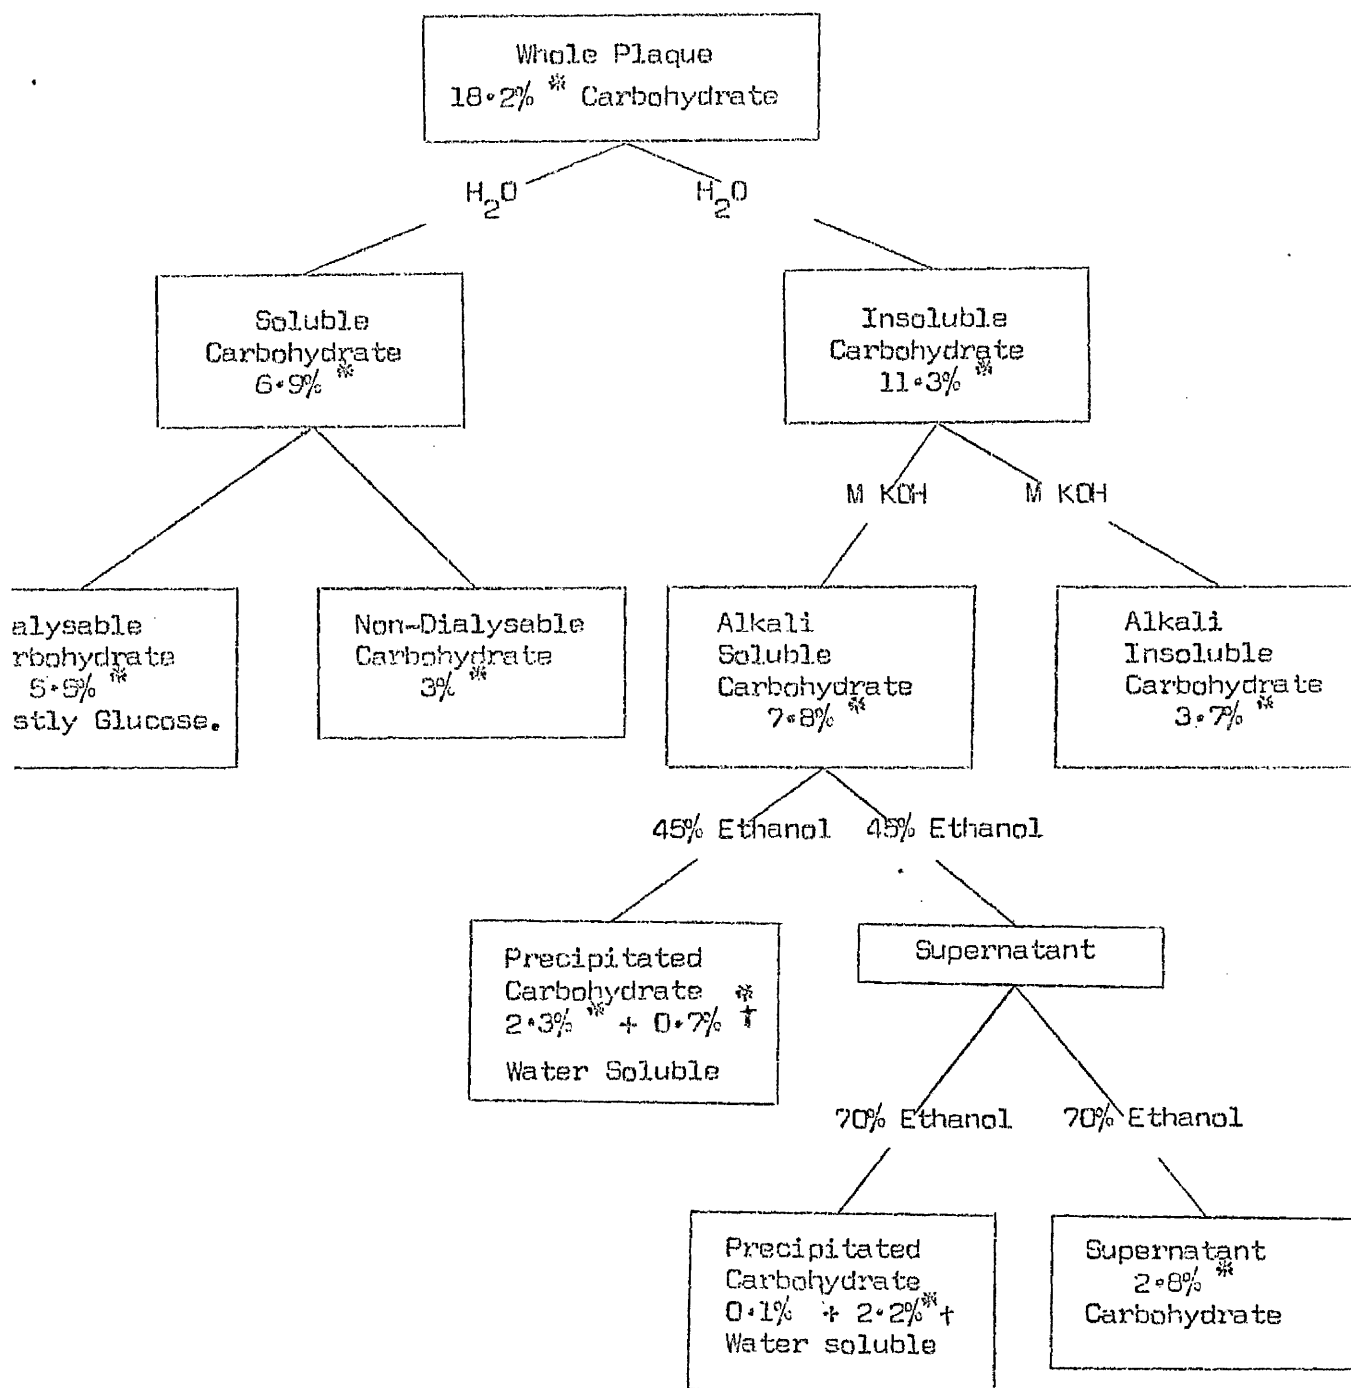 Whole Plaque
18·2% * Carbohydrate
H2O H2O
Soluble
Carbohydrate
6·9% *
Insoluble
Carbohydrate
11·3% *
M KOH M KOH
alysable
rbohydrate
5·5% *
stly Glucose.
Non-Dialysable
Carbohydrate
3% *
Alkali
Soluble
Carbohydrate
7·8% *
Alkali
Insoluble
Carbohydrate
3·7% *
45% Ethanol 45% Ethanol
Precipitated
Carbohydrate *
2·3% * + 0·7% †
Water Soluble
Supernatant
70% Ethanol 70% Ethanol
Precipitated
Carbohydrate
0·1% + 2·2% * †
Water soluble
Supernatant
2·8% *
Carbohydrate